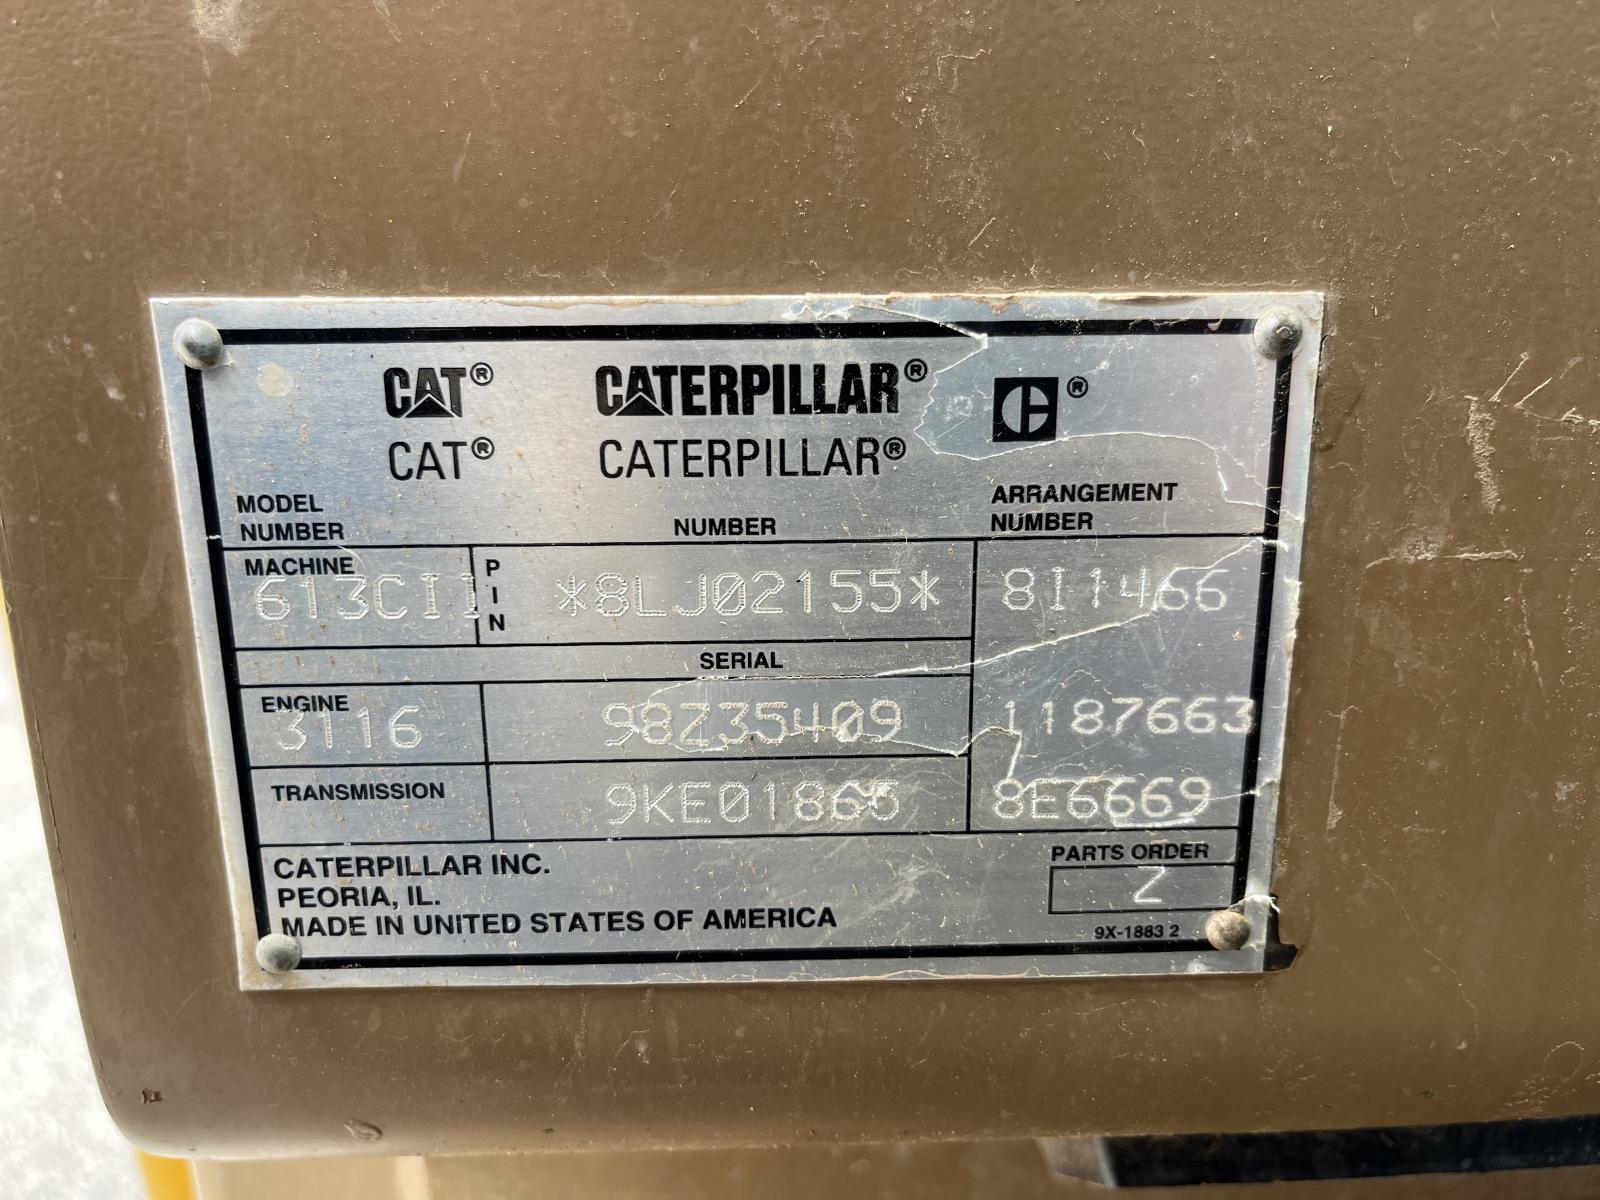 CAT® CATERPILLAR® CE®
CAT® CATERPILLAR®
MODEL NUMBER
NUMBER
ARRANGEMENT NUMBER
MACHINE
613CII
PIN
*8LJ02155*
8I1466
SERIAL
ENGINE
3116
98Z35409
1187663
TRANSMISSION
9KE01865
8E6669
CATERPILLAR INC.
PEORIA, IL.
MADE IN UNITED STATES OF AMERICA
PARTS ORDER
Z
9X-1883 2